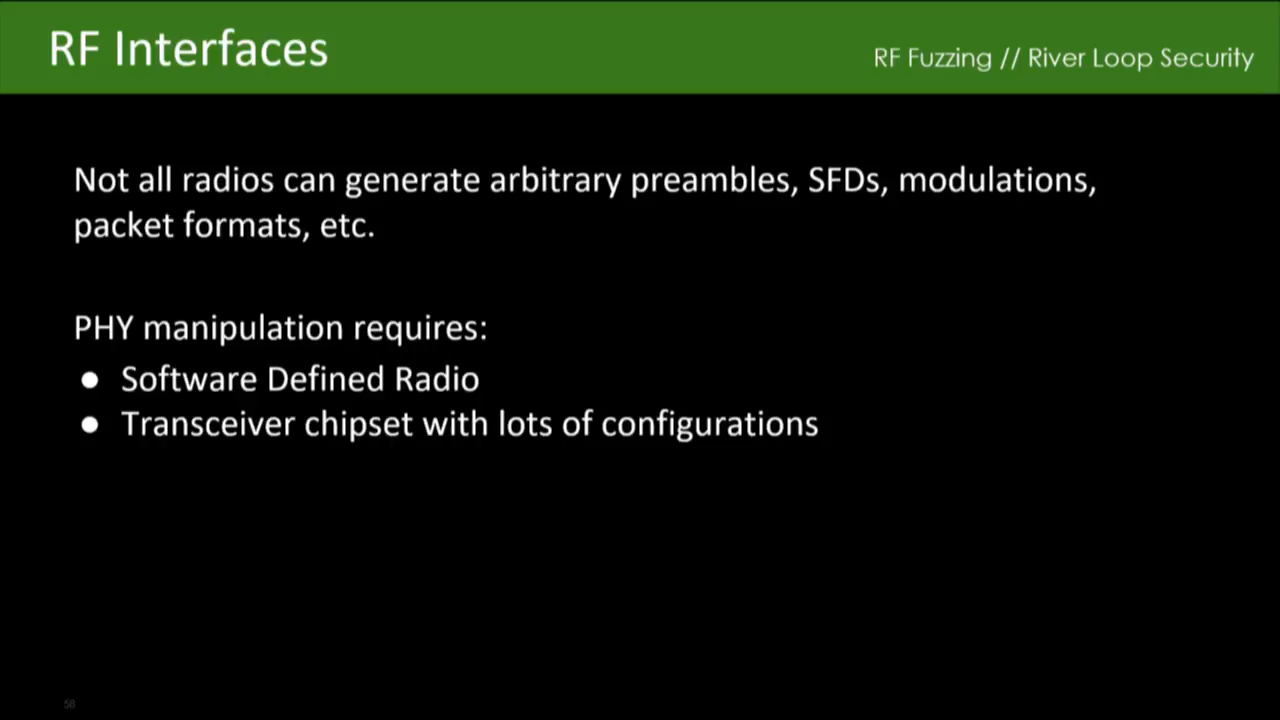 RF Interfaces
RF Fuzzing // River Loop Security
Not all radios can generate arbitrary preambles, SFDs, modulations,
packet formats, etc.
PHY manipulation requires:
● Software Defined Radio
● Transceiver chipset with lots of configurations